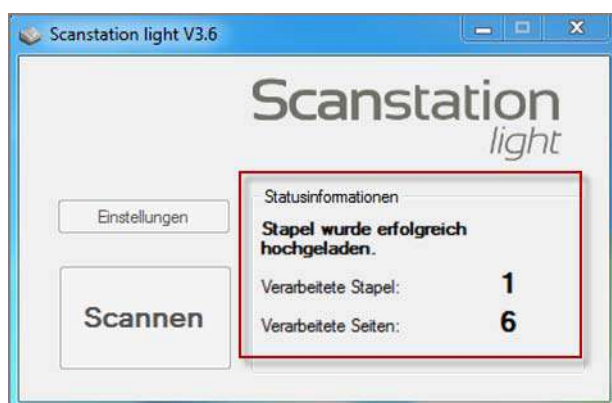 Scanstation light V3.6
Scanstation
light
Einstellungen
Scannen
Statusinformationen
Stapel wurde erfolgreich
hochgeladen.
Verarbeitete Stapel: 1
Verarbeitete Seiten: 6